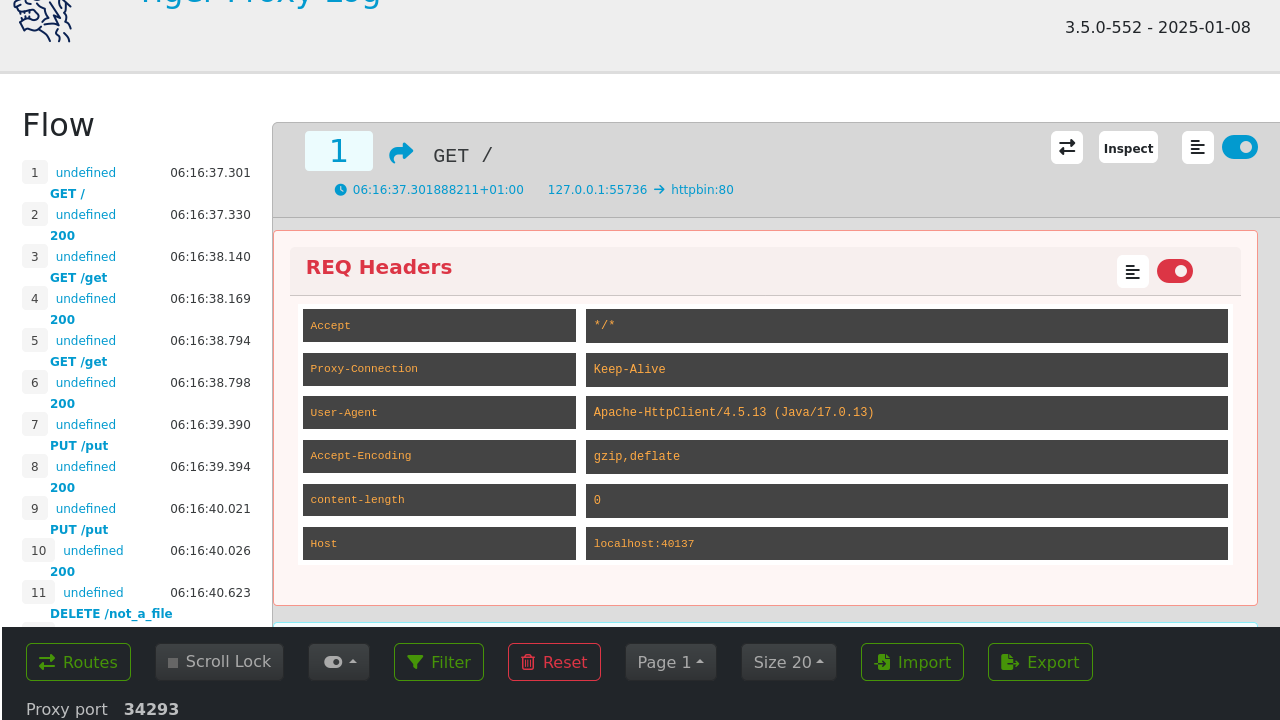 Tiger Proxy Log
3.5.0-552 - 2025-01-08
Flow
1 undefined 06:16:37.301
GET /
2 undefined 06:16:37.330
200
3 undefined 06:16:38.140
GET /get
4 undefined 06:16:38.169
200
5 undefined 06:16:38.794
GET /get
6 undefined 06:16:38.798
200
7 undefined 06:16:39.390
PUT /put
8 undefined 06:16:39.394
200
9 undefined 06:16:40.021
PUT /put
10 undefined 06:16:40.026
200
11 undefined 06:16:40.623
DELETE /not_a_file
1 GET / Inspect
06:16:37.301888211+01:00 127.0.0.1:55736 → httpbin:80
REQ Headers
Accept */*
Proxy-Connection Keep-Alive
User-Agent Apache-HttpClient/4.5.13 (Java/17.0.13)
Accept-Encoding gzip,deflate
content-length 0
Host localhost:40137
Routes Scroll Lock Filter Reset Page 1 Size 20 Import Export
Proxy port 34293